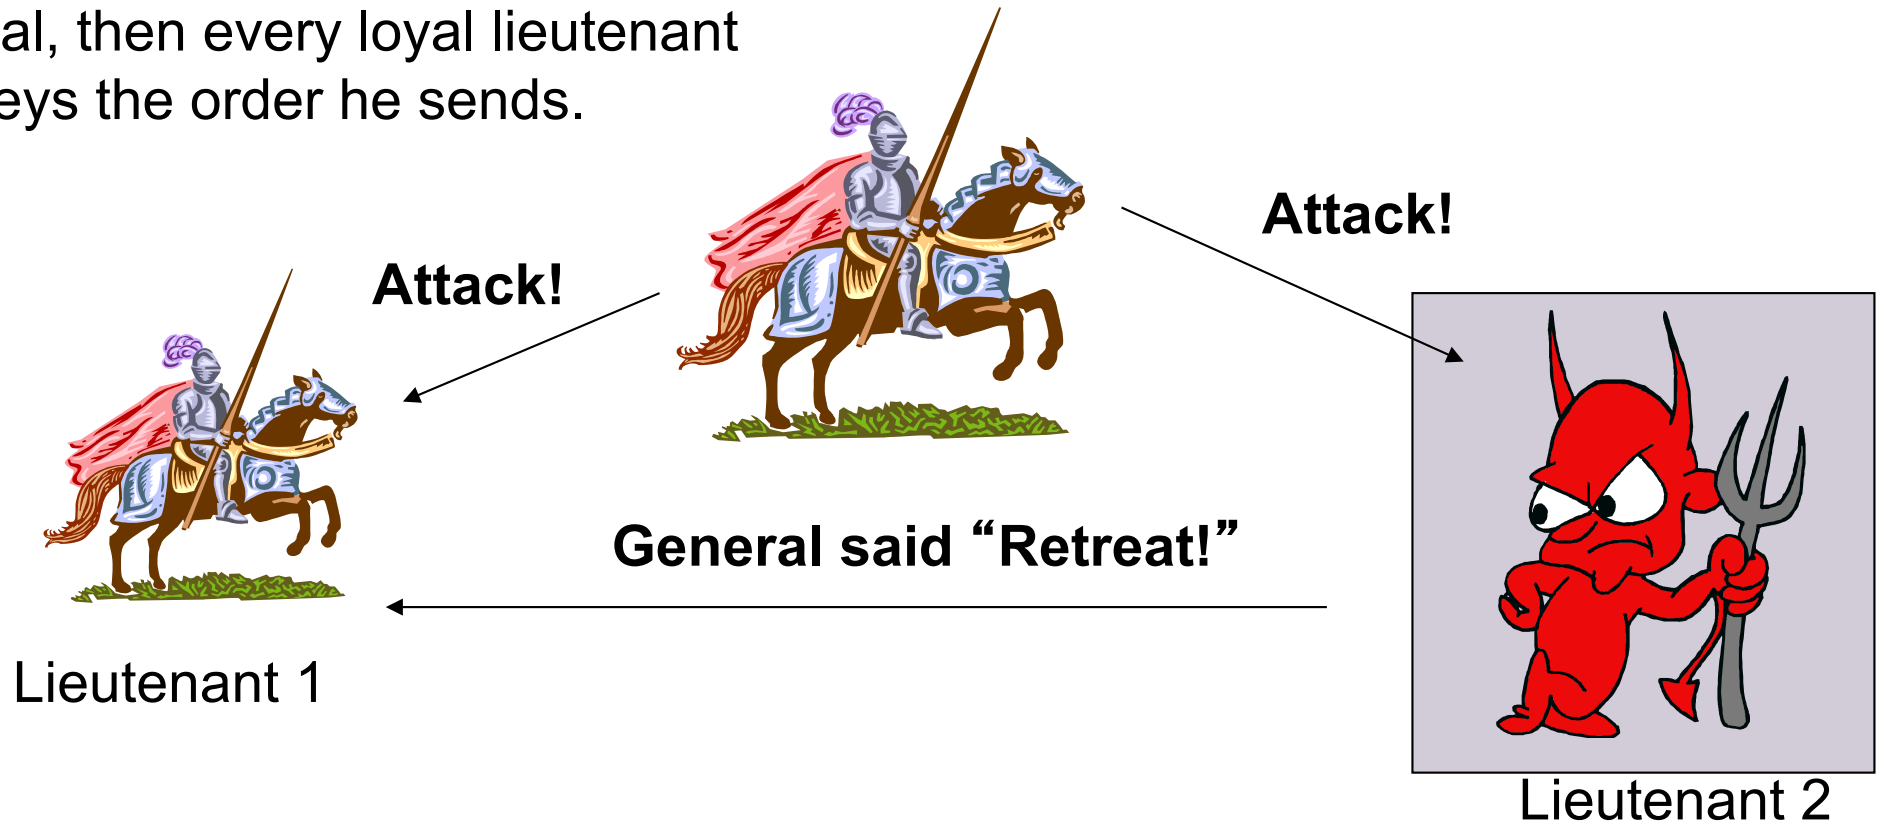 al, then every loyal lieutenant
eys the order he sends.
Attack!
Attack!
General said “Retreat!”
Lieutenant 1
Lieutenant 2